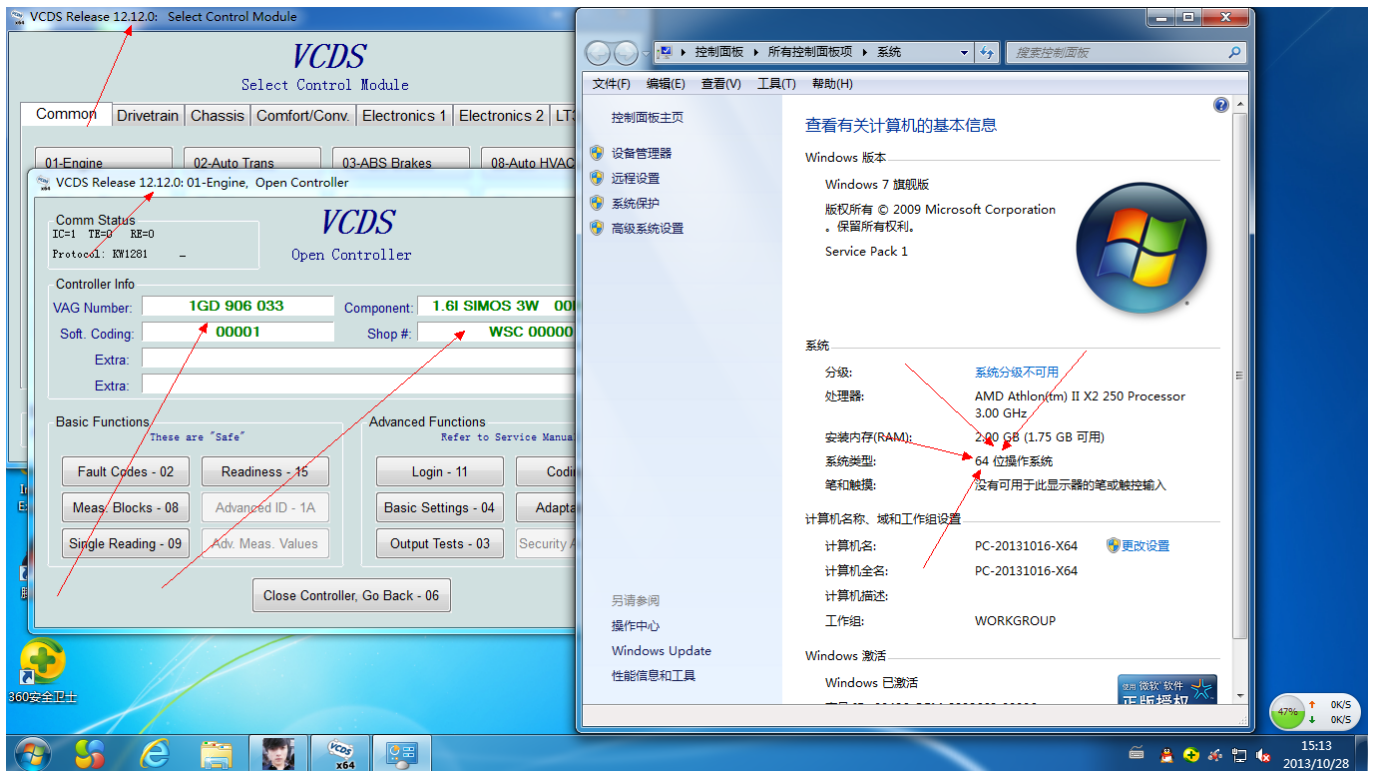 VCDS Release 12.12.0: Select Control Module
VCDS
Select Control Module
Common Drivetrain Chassis Comfort/Conv. Electronics 1 Electronics 2
01-Engine 02-Auto Trans 03-ABS Brakes 08-Auto HVAC
VCDS Release 12.12.0: 01-Engine, Open Controller
Comm Status
IC=1 TE=0 RE=0
Protocol: KW1281
VCDS
Open Controller
Controller Info
VAG Number: 1GD 906 033 Component: 1.6l SIMOS 3W
Soft. Coding: 00001 Shop #: WSC 00000
Extra:
Extra:
Basic Functions
These are "Safe"
Fault Codes - 02 Readiness - 15
Meas. Blocks - 08 Advanced ID - 1A
Single Reading - 09 Adv. Meas. Values
Advanced Functions
Refer to Service Manua
Login - 11 Codi
Basic Settings - 04 Adapta
Output Tests - 03 Security
Close Controller, Go Back - 06
控制面板 所有控制面板项 系统
搜索控制面板
文件(F) 编辑(E) 查看(V) 工具(T) 帮助(H)
控制面板主页
设备管理器
远程设置
系统保护
高级系统设置
另请参阅
操作中心
Windows Update
性能信息和工具
查看有关计算机的基本信息
Windows 版本
Windows 7 旗舰版
版权所有 © 2009 Microsoft Corporation
。保留所有权利。
Service Pack 1
系统
分级: 系统分级不可用
处理器: AMD Athlon(tm) II X2 250 Processor
3.00 GHz
安装内存(RAM): 2.00 GB (1.75 GB 可用)
系统类型: 64 位操作系统
笔和触摸: 没有可用于此显示器的笔或触控输入
计算机名称、域和工作组设置
计算机名: PC-20131016-X64 更改设置
计算机全名: PC-20131016-X64
计算机描述:
工作组: WORKGROUP
Windows 激活
Windows 已激活
使用 微软 软件
正版授权
360安全卫士
VCDS
x64
47% 0K/S
0K/S
15:13
2013/10/28